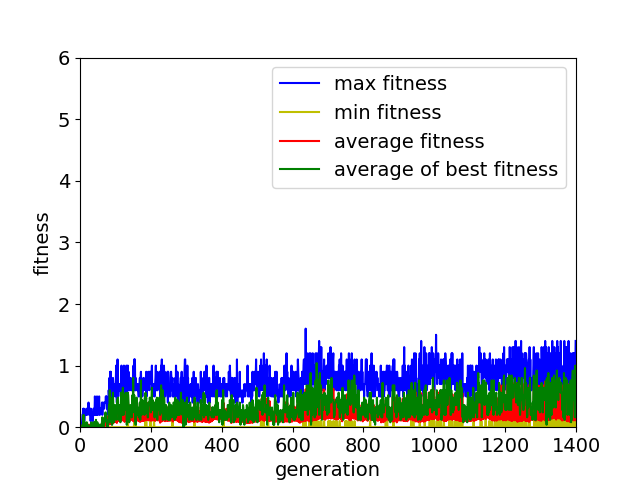 6
5
4
3
2
1
0
fitness
max fitness
min fitness
average fitness
average of best fitness
0 200 400 600 800 1000 1200 1400
generation